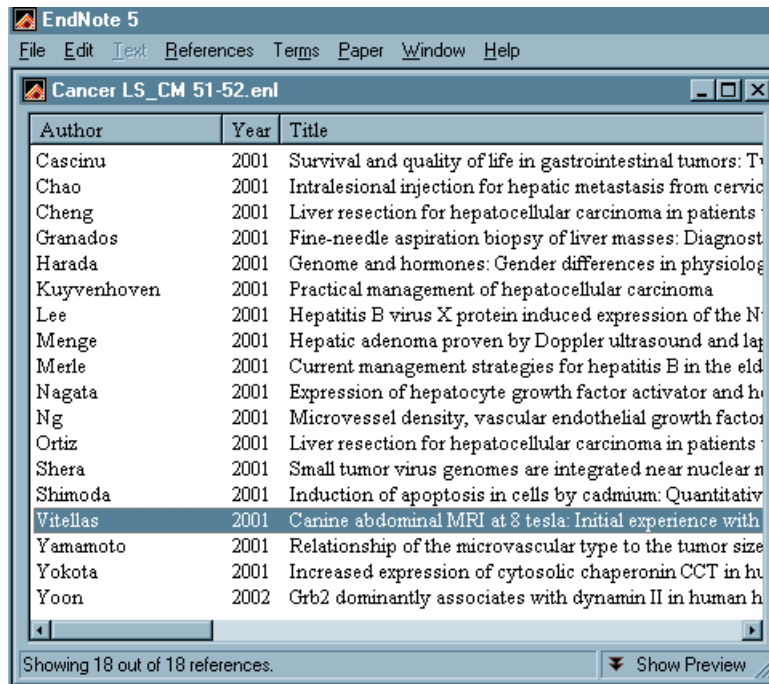 EndNote 5
File Edit Text References Terms Paper Window Help
Cancer LS_CM 51-52.enl
Author Year Title
Cascinu 2001 Survival and quality of life in gastrointestinal tumors: Tw
Chao 2001 Intralesional injection for hepatic metastasis from cervic
Cheng 2001 Liver resection for hepatocellular carcinoma in patients
Granados 2001 Fine-needle aspiration biopsy of liver masses: Diagnost
Harada 2001 Genome and hormones: Gender differences in physiolog
Kuyvenhoven 2001 Practical management of hepatocellular carcinoma
Lee 2001 Hepatitis B virus X protein induced expression of the N
Menge 2001 Hepatic adenoma proven by Doppler ultrasound and lap
Merle 2001 Current management strategies for hepatitis B in the eld
Nagata 2001 Expression of hepatocyte growth factor activator and he
Ng 2001 Microvessel density, vascular endothelial growth factor
Ortiz 2001 Liver resection for hepatocellular carcinoma in patients
Shera 2001 Small tumor virus genomes are integrated near nuclear m
Shimoda 2001 Induction of apoptosis in cells by cadmium: Quantitativ
Vitellas 2001 Canine abdominal MRI at 8 tesla: Initial experience with
Yamamoto 2001 Relationship of the microvascular type to the tumor size
Yokota 2001 Increased expression of cytosolic chaperonin CCT in hu
Yoon 2002 Grb2 dominantly associates with dynamin II in human h
Showing 18 out of 18 references. Show Preview